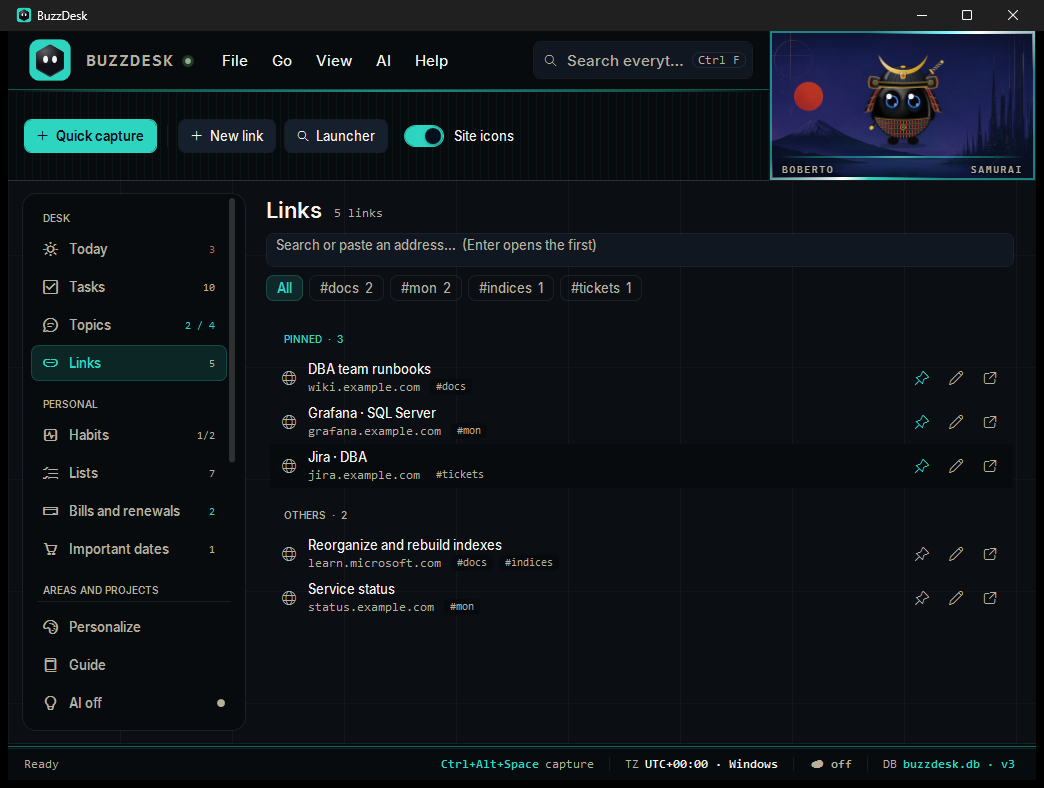 BuzzDesk
BUZZDESK File Go View AI Help
Search everyt... Ctrl F
+ Quick capture
+ New link
Launcher
Site icons
BOBERTO SAMURAI
DESK
Today 3
Tasks 10
Topics 2 / 4
Links 5
PERSONAL
Habits 1/2
Lists 7
Bills and renewals 2
Important dates 1
AREAS AND PROJECTS
Personalize
Guide
AI off
Links 5 links
Search or paste an address... (Enter opens the first)
All #docs 2 #mon 2 #indices 1 #tickets 1
PINNED · 3
DBA team runbooks
wiki.example.com #docs
Grafana · SQL Server
grafana.example.com #mon
Jira · DBA
jira.example.com #tickets
OTHERS · 2
Reorganize and rebuild indexes
learn.microsoft.com #docs #indices
Service status
status.example.com #mon
Ready
Ctrl+Alt+Space capture
TZ UTC+00:00 · Windows
off
DB buzzdesk.db · v3